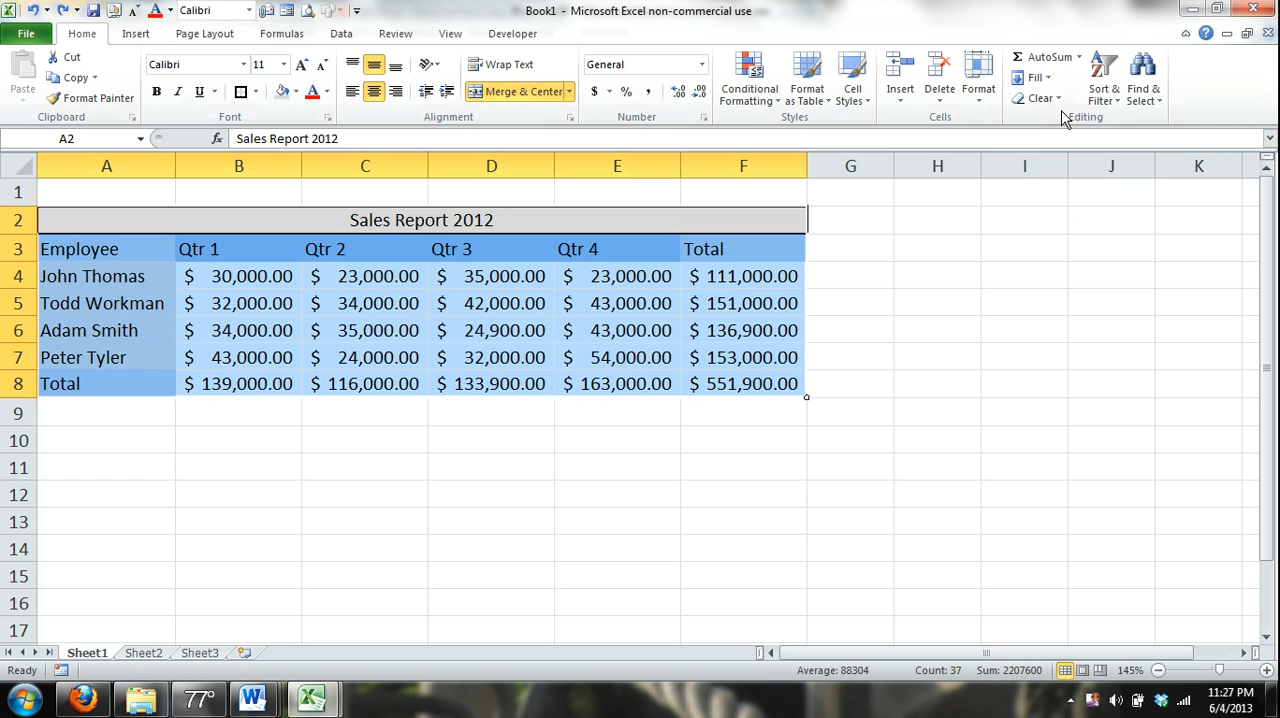 Calibri
Book1 - Microsoft Excel non-commercial use
File Home Insert Page Layout Formulas Data Review View Developer
Paste
Cut
Copy
Format Painter
Clipboard
Calibri 11 A A
B I U A
Font
Wrap Text
Merge & Center
Alignment
General
$ % ,
Number
Conditional Formatting
Format as Table
Cell Styles
Styles
Insert Delete Format
Cells
Σ AutoSum
Fill
Clear
Sort & Filter
Find & Select
Editing
A2 fx Sales Report 2012
A B C D E F G H I J K
1
2 Sales Report 2012
3 Employee Qtr 1 Qtr 2 Qtr 3 Qtr 4 Total
4 John Thomas $ 30,000.00 $ 23,000.00 $ 35,000.00 $ 23,000.00 $ 111,000.00
5 Todd Workman $ 32,000.00 $ 34,000.00 $ 42,000.00 $ 43,000.00 $ 151,000.00
6 Adam Smith $ 34,000.00 $ 35,000.00 $ 24,900.00 $ 43,000.00 $ 136,900.00
7 Peter Tyler $ 43,000.00 $ 24,000.00 $ 32,000.00 $ 54,000.00 $ 153,000.00
8 Total $ 139,000.00 $ 116,000.00 $ 133,900.00 $ 163,000.00 $ 551,900.00
9
10
11
12
13
14
15
16
17
Sheet1 Sheet2 Sheet3
Ready Average: 88304 Count: 37 Sum: 2207600 145%
77° 11:27 PM
6/4/2013